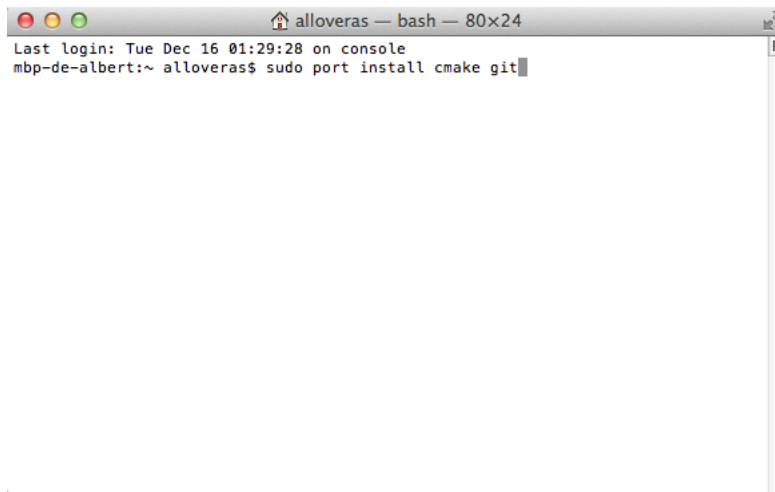 alloveras — bash — 80×24
Last login: Tue Dec 16 01:29:28 on console
mbp-de-albert:~ alloveras$ sudo port install cmake git